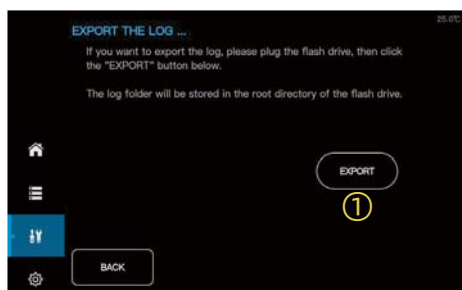 25.0℃
EXPORT THE LOG ...
If you want to export the log, please plug the flash drive, then click
the "EXPORT" button below.
The log folder will be stored in the root directory of the flash drive.
EXPORT
①
BACK